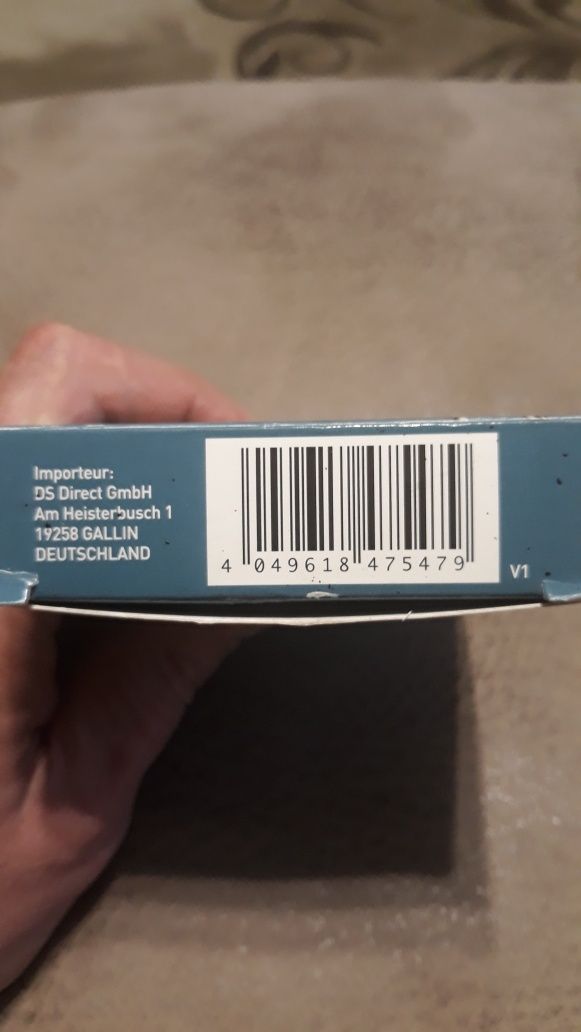 Importeur:
DS Direct GmbH
Am Heisterbusch 1
19258 GALLIN
DEUTSCHLAND
4 049618 475479
V1